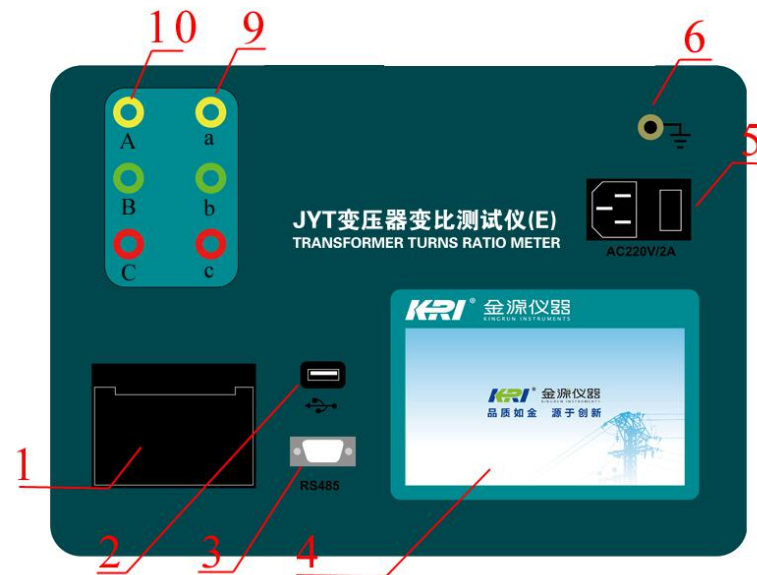 10
9
6
5
A
a
B
b
C
c
JYT变压器变比测试仪(E)
TRANSFORMER TURNS RATIO METER
AC220V/2A
KRI® 金源仪器
KINGRUN INSTRUMENTS
KRI® 金源仪器
KINGRUN INSTRUMENTS
品质如金 源于创新
RS485
1
2
3
4